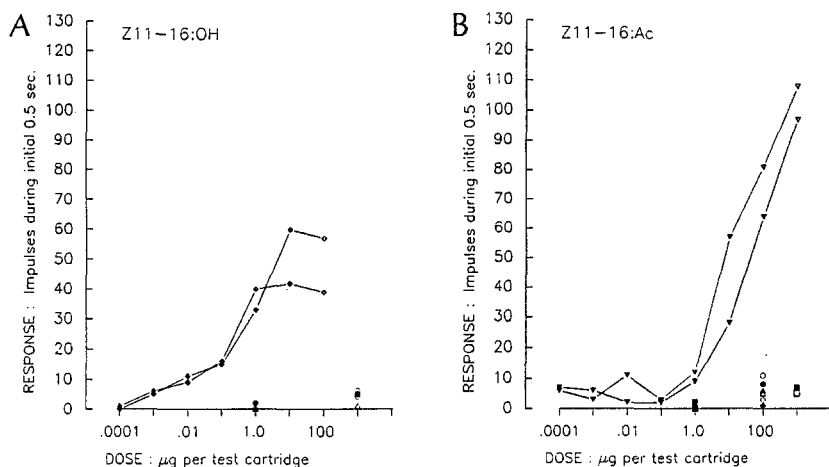 A
Z11-16:OH
RESPONSE : Impulses during initial 0.5 sec.
130
120
110
100
90
80
70
60
50
40
30
20
10
0
.0001 .01 1.0 100
DOSE : μg per test cartridge
B
Z11-16:Ac
RESPONSE : Impulses during initial 0.5 sec.
130
120
110
100
90
80
70
60
50
40
30
20
10
0
.0001 .01 1.0 100
DOSE : μg per test cartridge